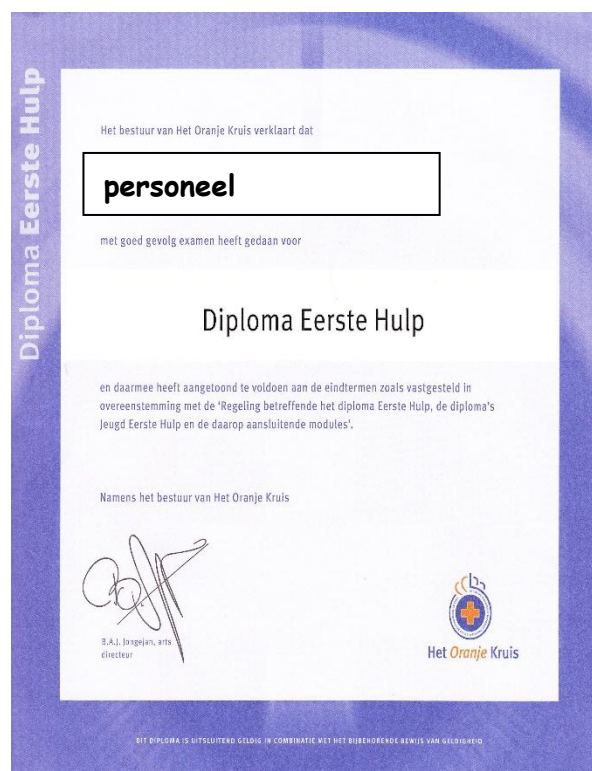 Diploma Eerste Hulp
Het bestuur van Het Oranje Kruis verklaart dat
personeel
met goed gevolg examen heeft gedaan voor
Diploma Eerste Hulp
en daarmee heeft aangetoond te voldoen aan de eindtermen zoals vastgesteld in
overeenstemming met de 'Regeling betreffende het diploma Eerste Hulp, de diploma's
Jeugd Eerste Hulp en de daarop aansluitende modules'.
Namens het bestuur van Het Oranje Kruis
B.A.J. Jongejan, arts
directeur
Het Oranje Kruis
DIT DIPLOMA IS UITSLUITEND GELDIG IN COMBINATIE MET HET BIJBEHORENDE BEWIJS VAN GELDIGHEID